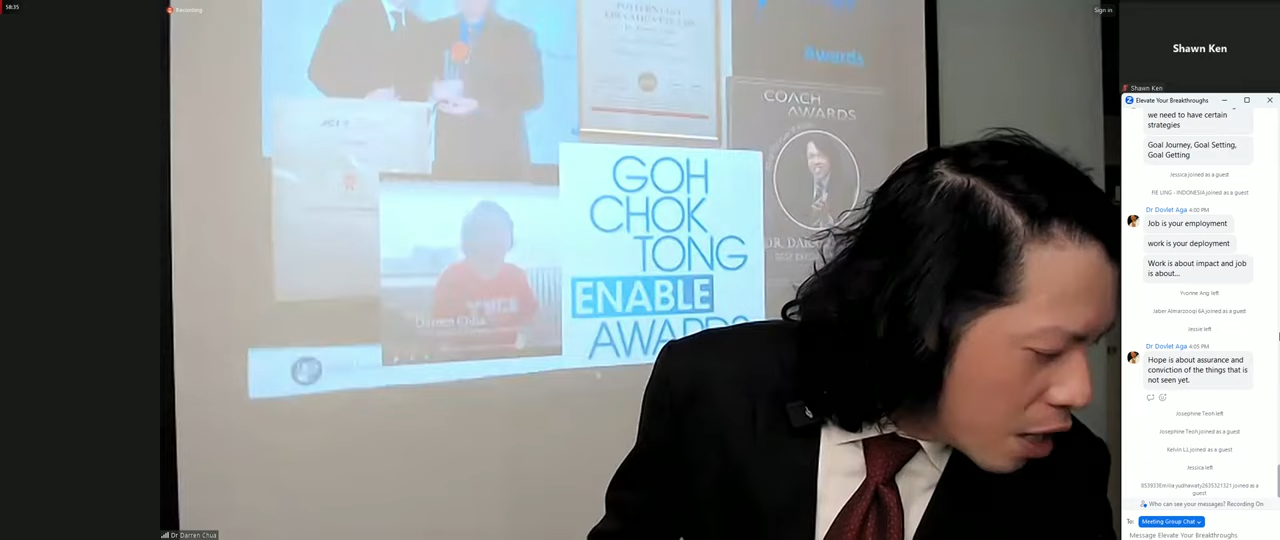 58:35
Recording
Sign in
Awards
COACH
AWARDS
GOH
CHOK
TONG
ENABLE
AWARDS
Darren Chua
Dr Darren Chua
Shawn Ken
Shawn Ken
Elevate Your Breakthroughs
we need to have certain
strategies
Goal Journey, Goal Setting,
Goal Getting
Jessica joined as a guest
FIE LING - INDONESIA joined as a guest
Dr Dovlet Aga 4:00 PM
Job is your employment
work is your deployment
Work is about impact and job
is about...
Yvonne Ang left
Jaber Almarzooqi 6A joined as a guest
Jessie left
Dr Dovlet Aga 4:05 PM
Hope is about assurance and
conviction of the things that is
not seen yet.
Josephine Teoh left
Josephine Teoh joined as a guest
Kelvin Li, joined as a guest
Jessica left
guest
Who can see your messages? Recording On
To: Meeting Group Chat
Message Elevate Your Breakthroughs